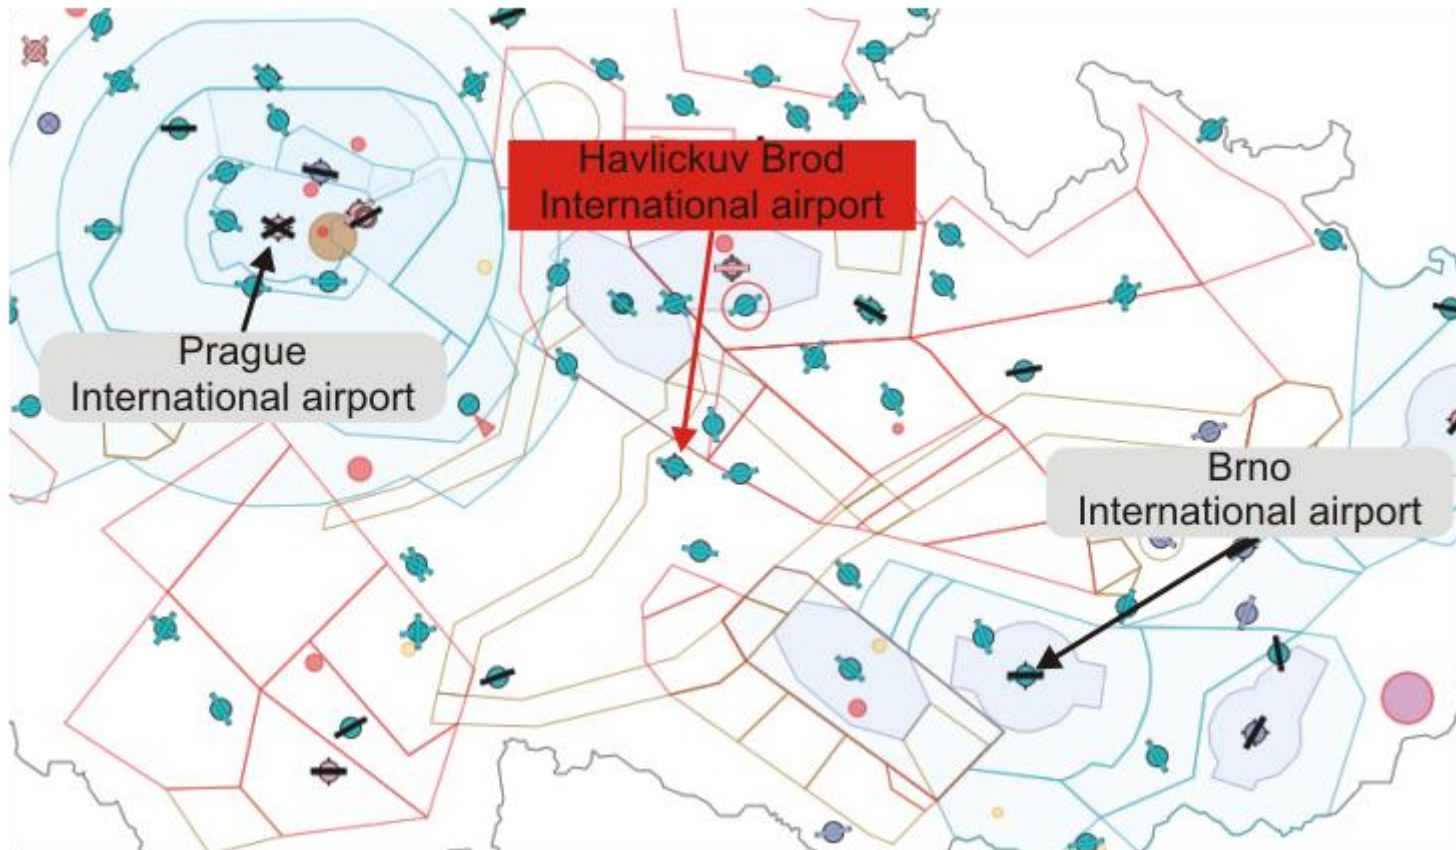 Havlickuv Brod
International airport
Prague
International airport
Brno
International airport